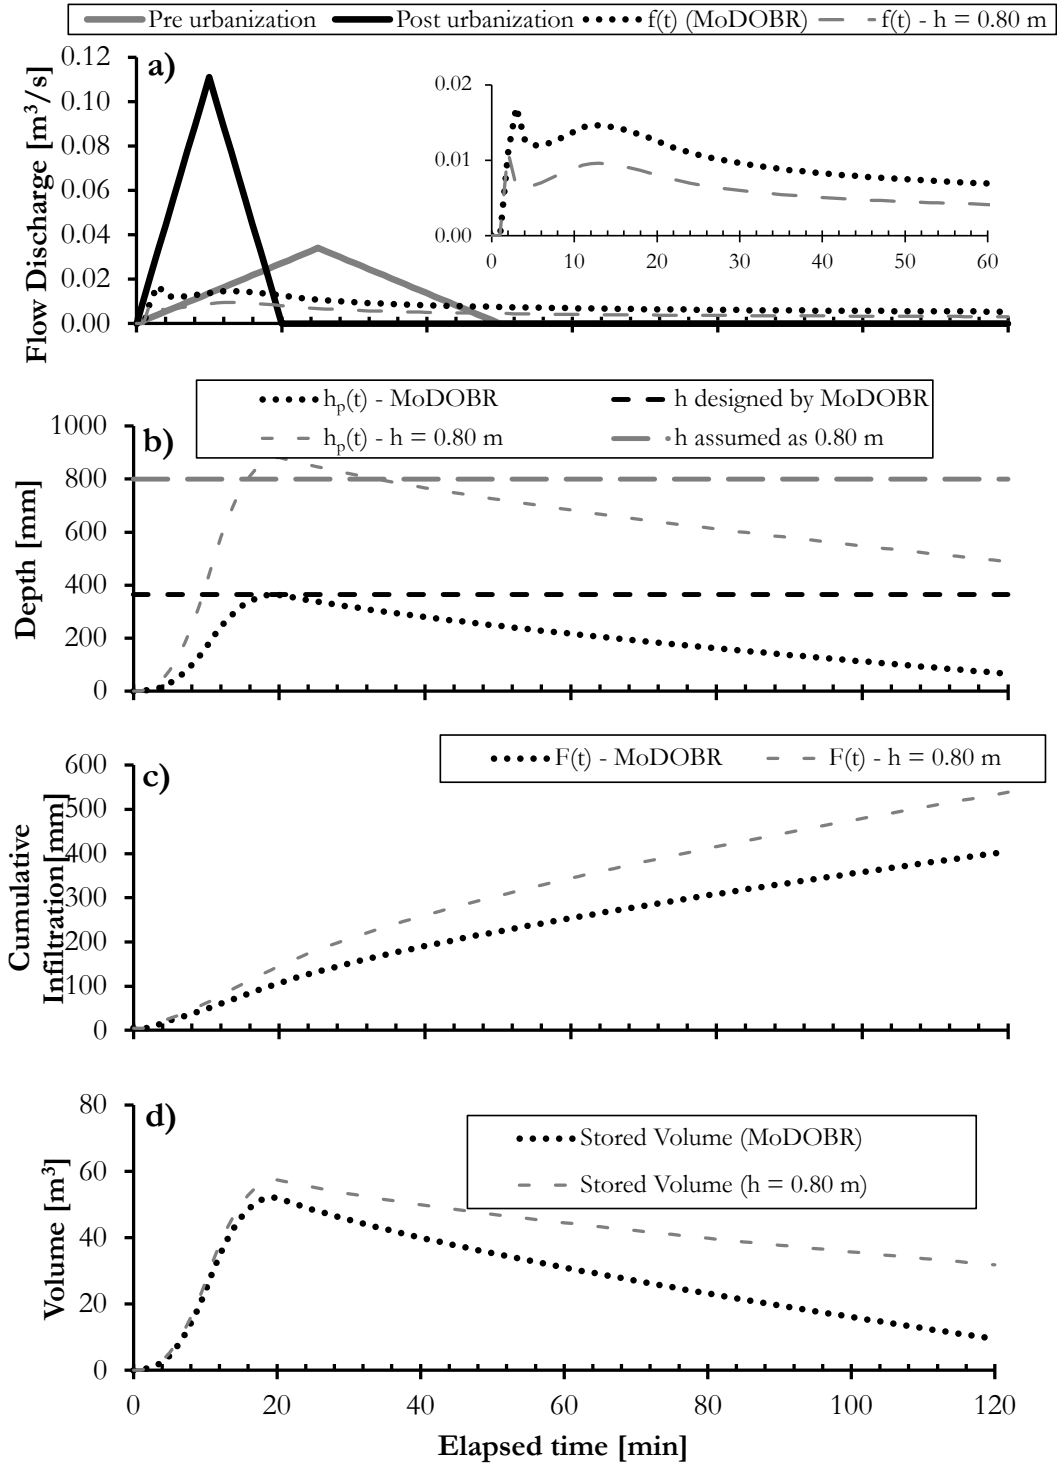 Pre urbanization Post urbanization f(t) (MoDOBR) f(t) - h = 0.80 m
a)
Flow Discharge [m³/s]
0.12
0.10
0.08
0.06
0.04
0.02
0.00
0.02
0.01
0.00
0 10 20 30 40 50 60
hp(t) - MoDOBR h designed by MoDOBR
hp(t) - h = 0.80 m h assumed as 0.80 m
b)
Depth [mm]
1000
800
600
400
200
0
F(t) - MoDOBR F(t) - h = 0.80 m
c)
Cumulative
Infiltration[mm]
600
500
400
300
200
100
0
d)
Stored Volume (MoDOBR)
Stored Volume (h = 0.80 m)
Volume [m³]
80
60
40
20
0
0 20 40 60 80 100 120
Elapsed time [min]